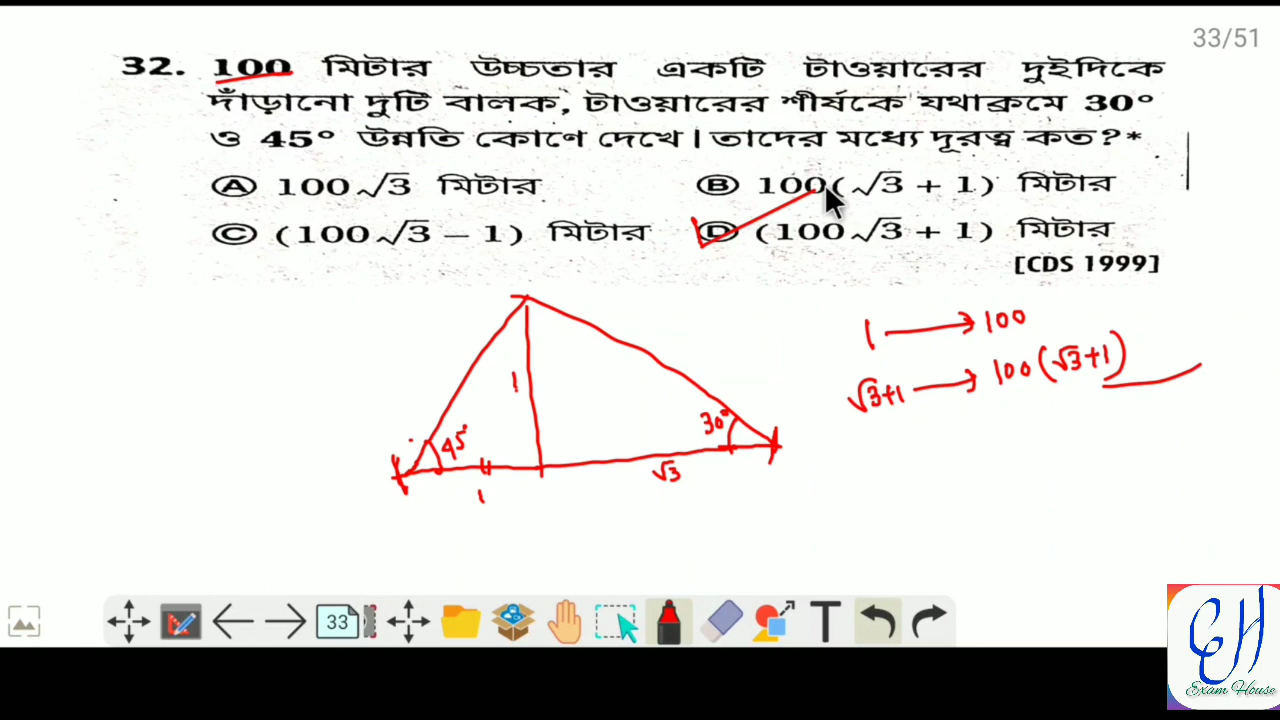 33/51
32. 100 মিটার উচ্চতার একটি টাওয়ারের দুইদিকে
দাঁড়ানো দুটি বালক, টাওয়ারের শীর্ষকে যথাক্রমে 30°
ও 45° উন্নতি কোণে দেখে। তাদের মধ্যে দূরত্ব কত?*
Ⓐ 100√3 মিটার Ⓑ 100(√3 + 1) মিটার
Ⓒ (100√3 – 1) মিটার Ⓓ (100√3 + 1) মিটার
[CDS 1999]
1 → 100
√3+1 → 100(√3+1)
1
45°
30°
1
√3
33
T
EH
Exam House